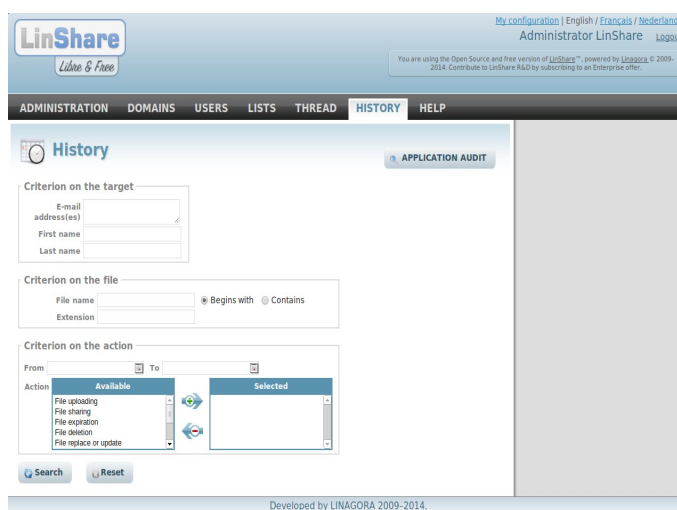 LinShare
Libre & Free
My configuration | English / Français / Nederland
Administrator LinShare Logou
You are using the Open Source and free version of LinShare™, powered by Linagora © 2009-
2014. Contribute to LinShare R&D by subscribing to an Enterprise offer.
ADMINISTRATION DOMAINS USERS LISTS THREAD HISTORY HELP
History
APPLICATION AUDIT
Criterion on the target
E-mail
address(es)
First name
Last name
Criterion on the file
File name Begins with Contains
Extension
Criterion on the action
From To
Action Available Selected
File uploading
File sharing
File expiration
File deletion
File replace or update
Search Reset
Developed by LINAGORA 2009–2014.